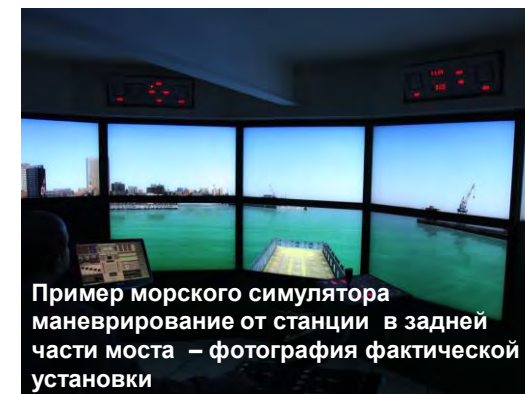 Пример морского симулятора
маневрирование от станции в задней
части моста – фотография фактической
установки